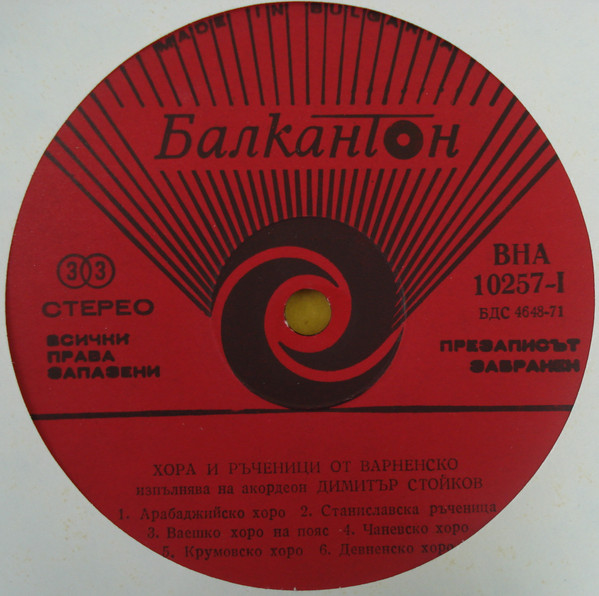 MADE IN BULGARIA
Балкантон
33
СТЕРЕО
ВСИЧКИ
ПРАВА
ЗАПАЗЕНИ
ВНА
10257-I
БДС 4648-71
ПРЕЗАПИСЪТ
ЗАБРАНЕН
ХОРА И РЪЧЕНИЦИ ОТ ВАРНЕНСКО
изпълнява на акордеон ДИМИТЪР СТОЙКОВ
1. Арабаджийско хоро 2. Станиславска ръченица
3. Влешко хоро на пояс 4. Чаневско хоро
5. Крумовско хоро 6. Девненско хоро